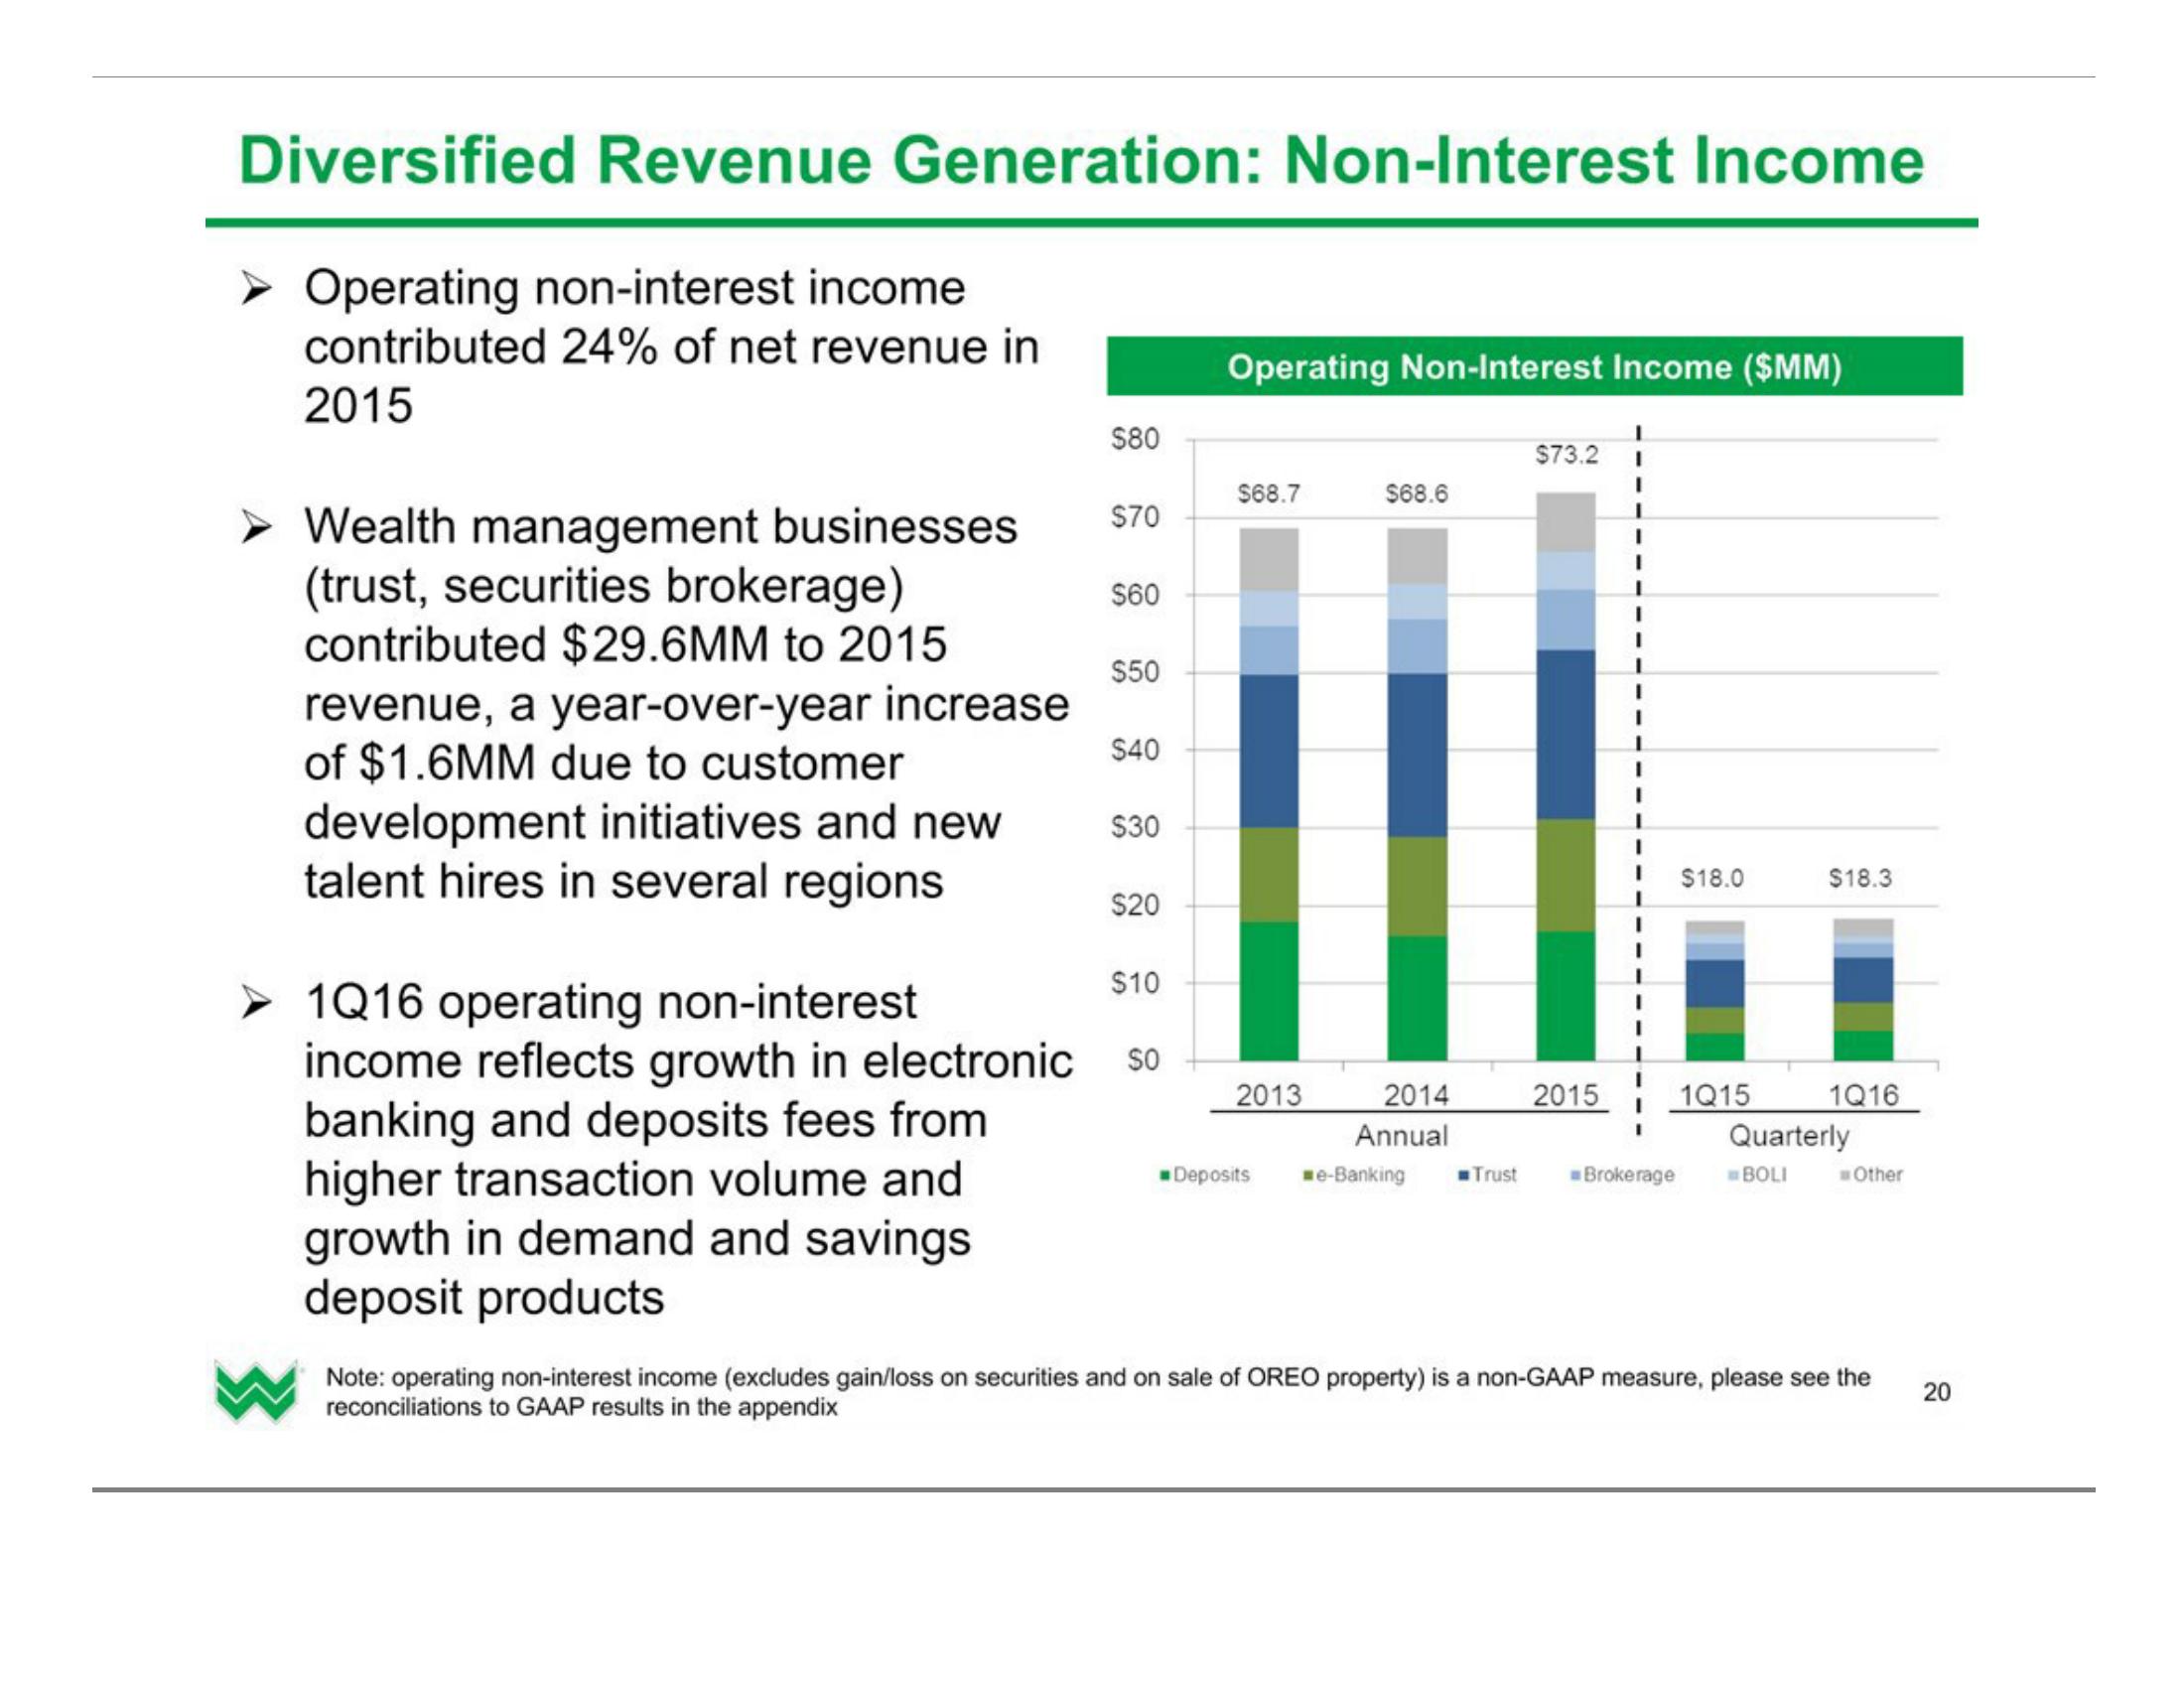 Diversified Revenue Generation: Non-Interest Income
➢ Operating non-interest income
contributed 24% of net revenue in
2015
➢ Wealth management businesses
(trust, securities brokerage)
contributed $29.6MM to 2015
revenue, a year-over-year increase
of $1.6MM due to customer
development initiatives and new
talent hires in several regions
➢ 1Q16 operating non-interest
income reflects growth in electronic
banking and deposits fees from
higher transaction volume and
growth in demand and savings
deposit products
Operating Non-Interest Income ($MM)
$80
$73.2
$68.7 $68.6
$70
$60
$50
$40
$30
$18.0 $18.3
$20
$10
$0
2013 2014 2015 1Q15 1Q16
Annual Quarterly
Deposits e-Banking Trust Brokerage BOLI Other
Note: operating non-interest income (excludes gain/loss on securities and on sale of OREO property) is a non-GAAP measure, please see the
reconciliations to GAAP results in the appendix
20